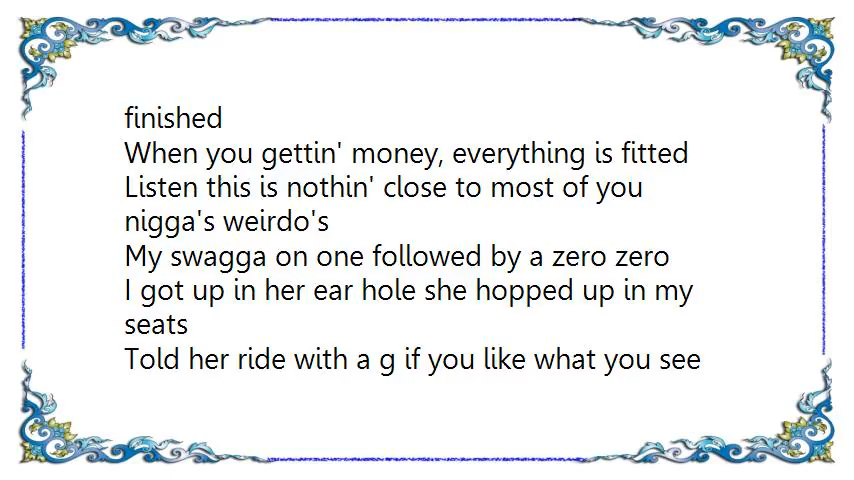 finished
When you gettin' money, everything is fitted
Listen this is nothin' close to most of you
nigga's weirdo's
My swagga on one followed by a zero zero
I got up in her ear hole she hopped up in my
seats
Told her ride with a g if you like what you see